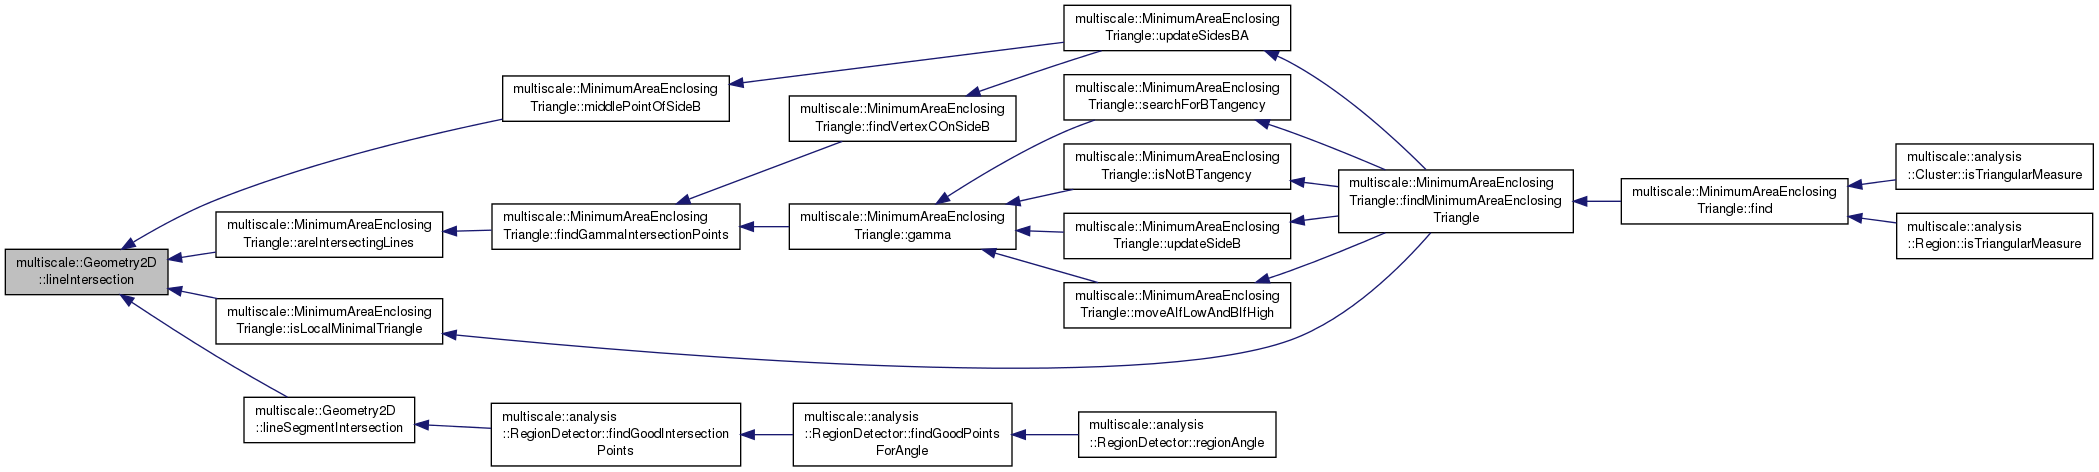 multiscale::Geometry2D
::lineIntersection
multiscale::MinimumAreaEnclosing
Triangle::middlePointOfSideB
multiscale::MinimumAreaEnclosing
Triangle::areIntersectingLines
multiscale::MinimumAreaEnclosing
Triangle::isLocalMinimalTriangle
multiscale::Geometry2D
::lineSegmentIntersection
multiscale::MinimumAreaEnclosing
Triangle::findGammaIntersectionPoints
multiscale::analysis
::RegionDetector::findGoodIntersection
Points
multiscale::MinimumAreaEnclosing
Triangle::findVertexCOnSideB
multiscale::MinimumAreaEnclosing
Triangle::gamma
multiscale::analysis
::RegionDetector::findGoodPoints
ForAngle
multiscale::MinimumAreaEnclosing
Triangle::updateSidesBA
multiscale::MinimumAreaEnclosing
Triangle::searchForBTangency
multiscale::MinimumAreaEnclosing
Triangle::isNotBTangency
multiscale::MinimumAreaEnclosing
Triangle::updateSideB
multiscale::MinimumAreaEnclosing
Triangle::moveAIfLowAndBIfHigh
multiscale::analysis
::RegionDetector::regionAngle
multiscale::MinimumAreaEnclosing
Triangle::findMinimumAreaEnclosing
Triangle
multiscale::MinimumAreaEnclosing
Triangle::find
multiscale::analysis
::Cluster::isTriangularMeasure
multiscale::analysis
::Region::isTriangularMeasure